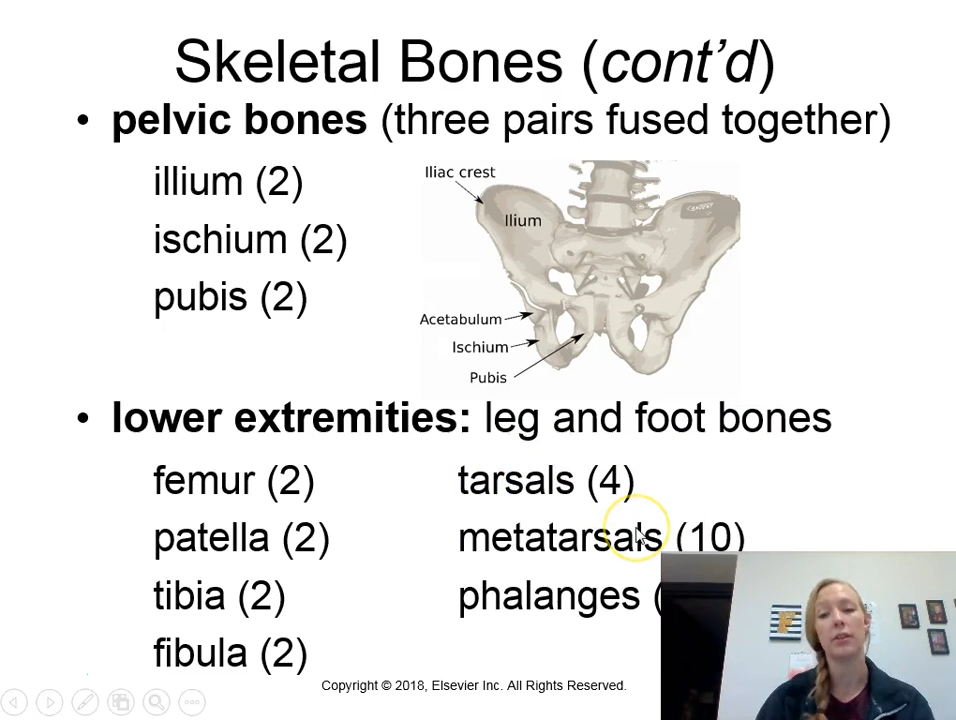 Skeletal Bones (cont’d)
• pelvic bones (three pairs fused together)
illium (2)
ischium (2)
pubis (2)
Iliac crest
Ilium
Acetabulum
Ischium
Pubis
• lower extremities: leg and foot bones
femur (2)
patella (2)
tibia (2)
fibula (2)
tarsals (4)
metatarsals (10)
phalanges (
F
Copyright © 2018, Elsevier Inc. All Rights Reserved.